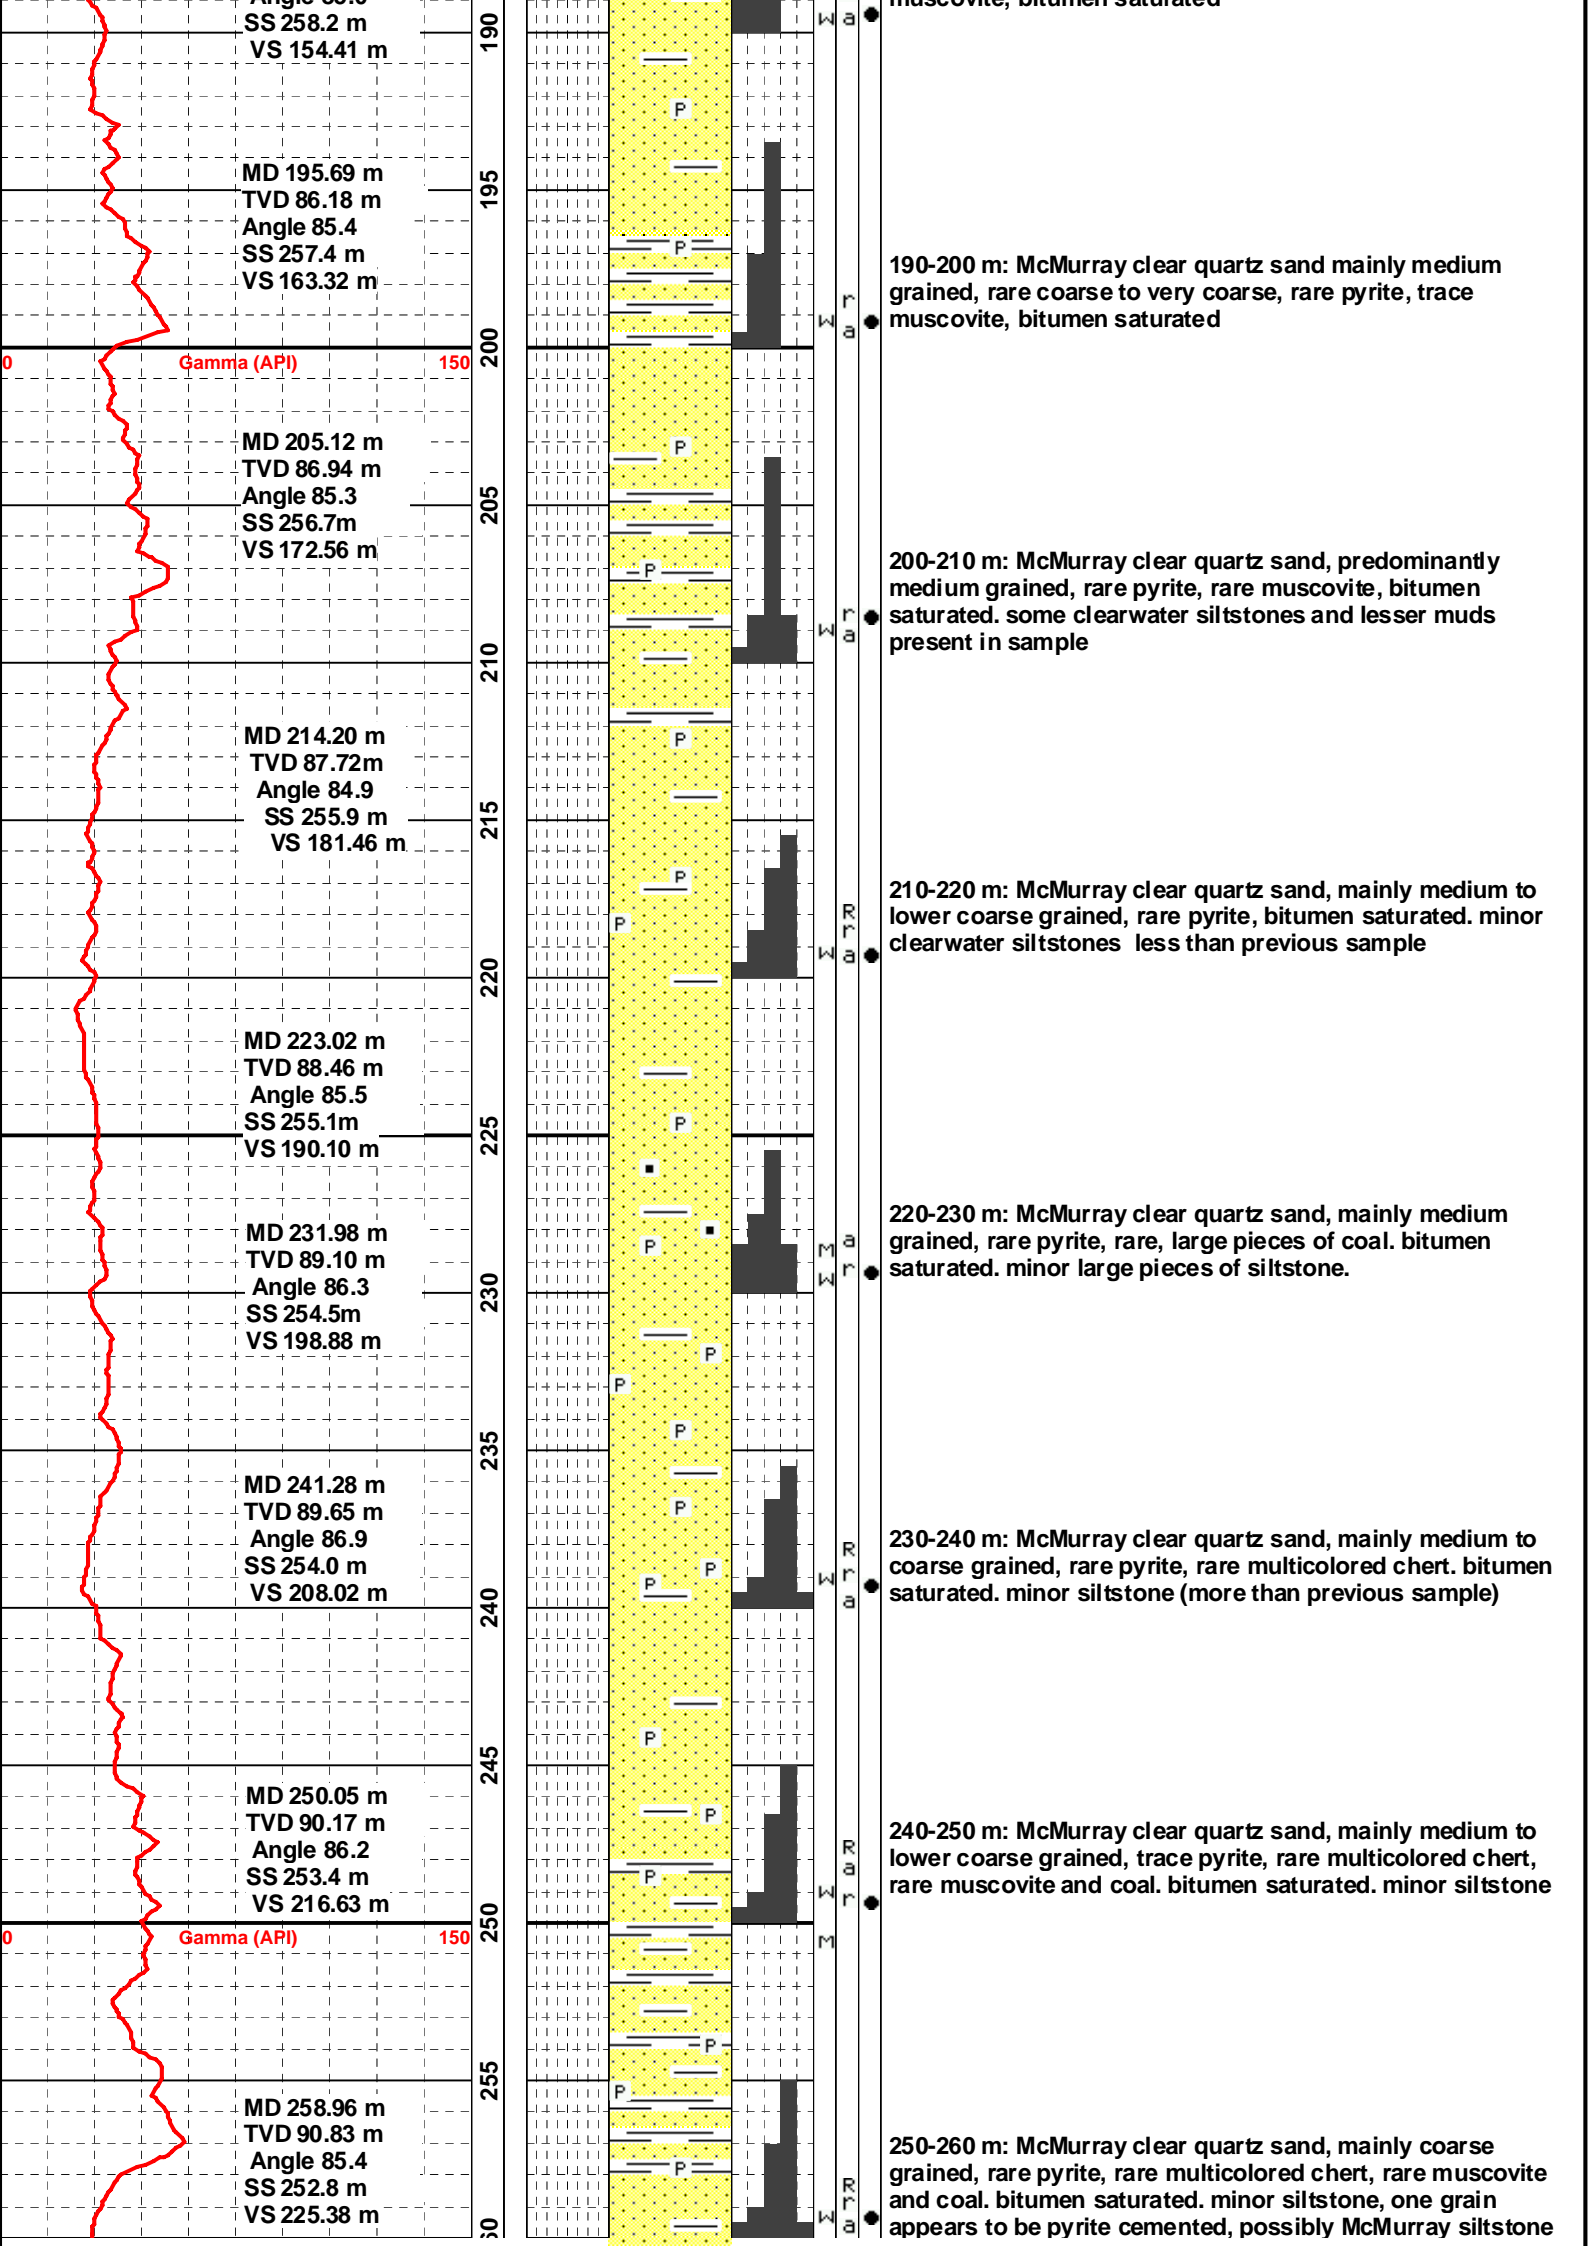 SS 258.2 m
VS 154.41 m
190
muscovite, bitumen saturated
W a
MD 195.69 m
TVD 86.18 m
Angle 85.4
SS 257.4 m
VS 163.32 m
195
P
P
190-200 m: McMurray clear quartz sand mainly medium
grained, rare coarse to very coarse, rare pyrite, trace
muscovite, bitumen saturated
r
W a
0 Gamma (API) 150
200
MD 205.12 m
TVD 86.94 m
Angle 85.3
SS 256.7m
VS 172.56 m
205
P
P
200-210 m: McMurray clear quartz sand, predominantly
medium grained, rare pyrite, rare muscovite, bitumen
saturated. some clearwater siltstones and lesser muds
present in sample
r
W a
210
MD 214.20 m
TVD 87.72m
Angle 84.9
SS 255.9 m
VS 181.46 m
215
P
P
P
210-220 m: McMurray clear quartz sand, mainly medium to
lower coarse grained, rare pyrite, bitumen saturated. minor
clearwater siltstones less than previous sample
R
r
W a
220
MD 223.02 m
TVD 88.46 m
Angle 85.5
SS 255.1m
VS 190.10 m
225
P
P
MD 231.98 m
TVD 89.10 m
Angle 86.3
SS 254.5m
VS 198.88 m
220-230 m: McMurray clear quartz sand, mainly medium
grained, rare pyrite, rare, large pieces of coal. bitumen
saturated. minor large pieces of siltstone.
M a
W r
230
P
P
P
235
MD 241.28 m
TVD 89.65 m
Angle 86.9
SS 254.0 m
VS 208.02 m
P
P
P
230-240 m: McMurray clear quartz sand, mainly medium to
coarse grained, rare pyrite, rare multicolored chert. bitumen
saturated. minor siltstone (more than previous sample)
R
W r
a
240
P
245
MD 250.05 m
TVD 90.17 m
Angle 86.2
SS 253.4 m
VS 216.63 m
P
P
240-250 m: McMurray clear quartz sand, mainly medium to
lower coarse grained, trace pyrite, rare multicolored chert,
rare muscovite and coal. bitumen saturated. minor siltstone
R
a
W r
0 Gamma (API) 150
250
M
P
255
P
MD 258.96 m
TVD 90.83 m
Angle 85.4
SS 252.8 m
VS 225.38 m
P
250-260 m: McMurray clear quartz sand, mainly coarse
grained, rare pyrite, rare multicolored chert, rare muscovite
and coal. bitumen saturated. minor siltstone, one grain
appears to be pyrite cemented, possibly McMurray siltstone
R
r
W a